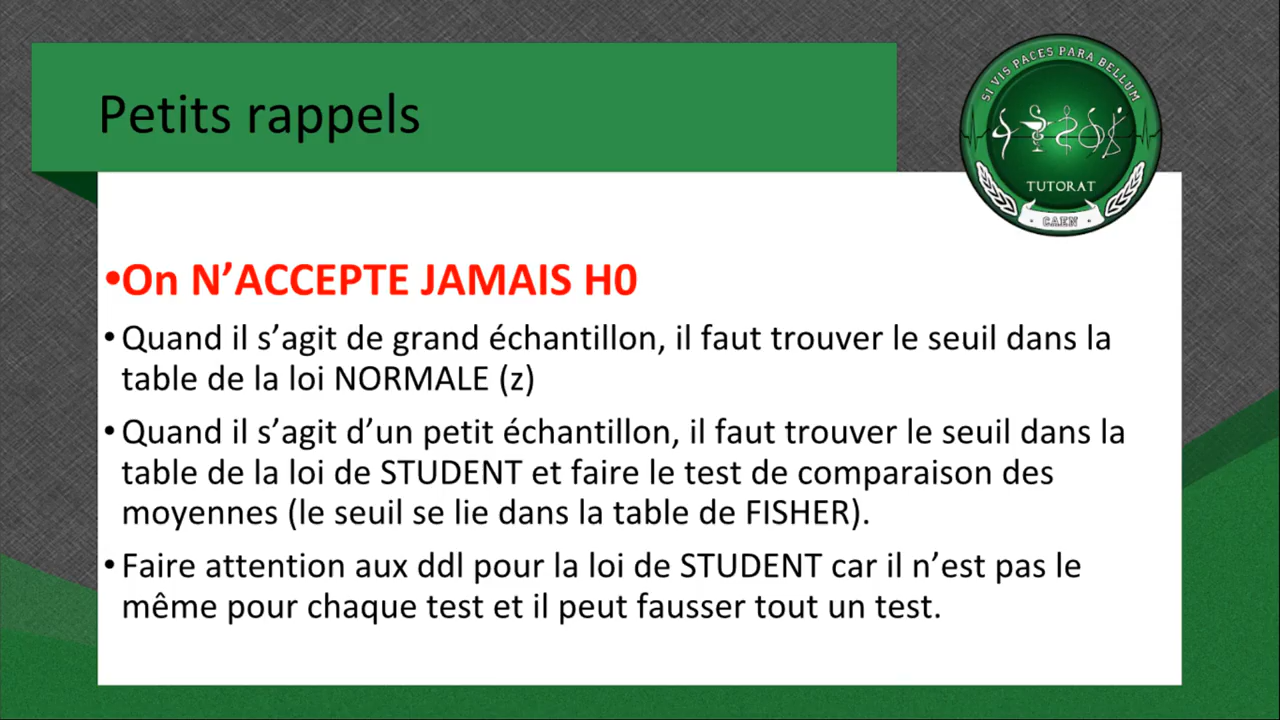 Petits rappels
SI VIS PACES PARA BELLUM
TUTORAT
CAEN
•On N'ACCEPTE JAMAIS H0
• Quand il s'agit de grand échantillon, il faut trouver le seuil dans la
table de la loi NORMALE (z)
• Quand il s'agit d'un petit échantillon, il faut trouver le seuil dans la
table de la loi de STUDENT et faire le test de comparaison des
moyennes (le seuil se lie dans la table de FISHER).
• Faire attention aux ddl pour la loi de STUDENT car il n'est pas le
même pour chaque test et il peut fausser tout un test.